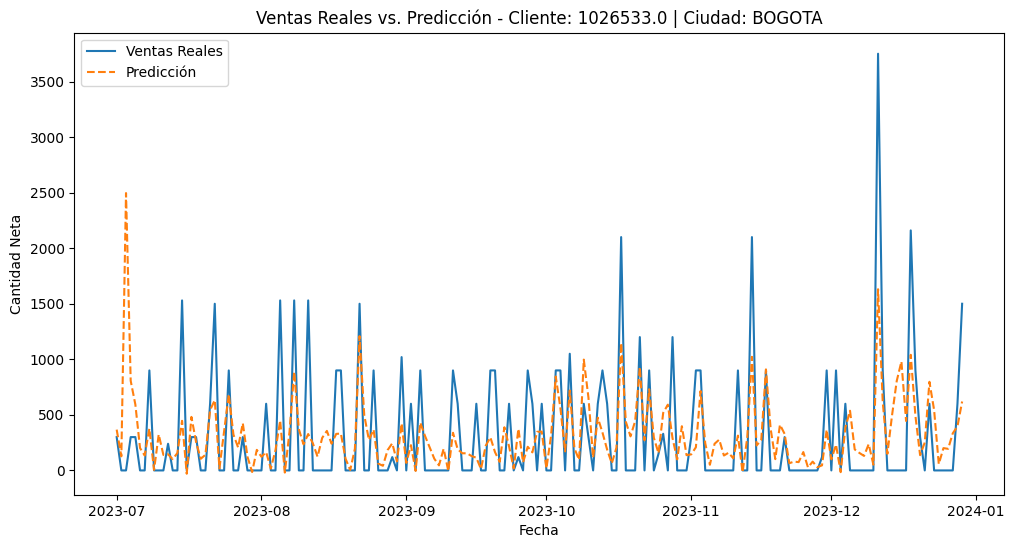 Ventas Reales vs. Predicción - Cliente: 1026533.0 | Ciudad: BOGOTA
Ventas Reales
Predicción
Cantidad Neta
3500
3000
2500
2000
1500
1000
500
0
2023-07 2023-08 2023-09 2023-10 2023-11 2023-12 2024-01
Fecha